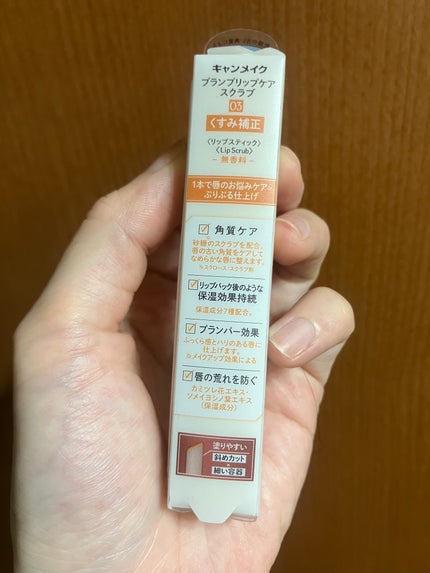 キャンメイク
プランプリップケア
スクラブ
03
くすみ補正
〈リップスティック〉
〈Lip Scrub〉
– 無香料 –
1本で唇のお悩みケア＆
ぷりぷる仕上げ
☑ 角質ケア
砂糖のスクラブを配合。
唇の古い角質をケアして
なめらかな唇に整えます。
※スクロース:スクラブ剤
☑ リップパック後のような
保湿効果持続
保湿成分7種配合。
☑ プランパー効果
ふっくら感とハリのある唇に
仕上げます。
※メイクアップ効果による
☑ 唇の荒れを防ぐ
カミツレ花エキス・
ソメイヨシノ葉エキス
(保湿成分)
塗りやすい
斜めカット
×
細い容器